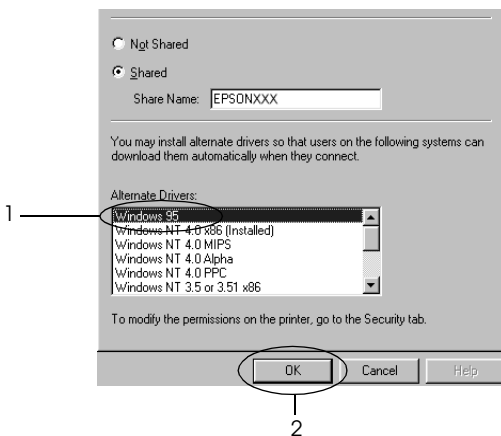 Not Shared
Shared
Share Name: EPSONXXX
You may install alternate drivers so that users on the following systems can
download them automatically when they connect.
Alternate Drivers:
1
Windows 95
Windows NT 4.0 x86 (Installed)
Windows NT 4.0 MIPS
Windows NT 4.0 Alpha
Windows NT 4.0 PPC
Windows NT 3.5 or 3.51 x86
To modify the permissions on the printer, go to the Security tab.
OK Cancel Help
2